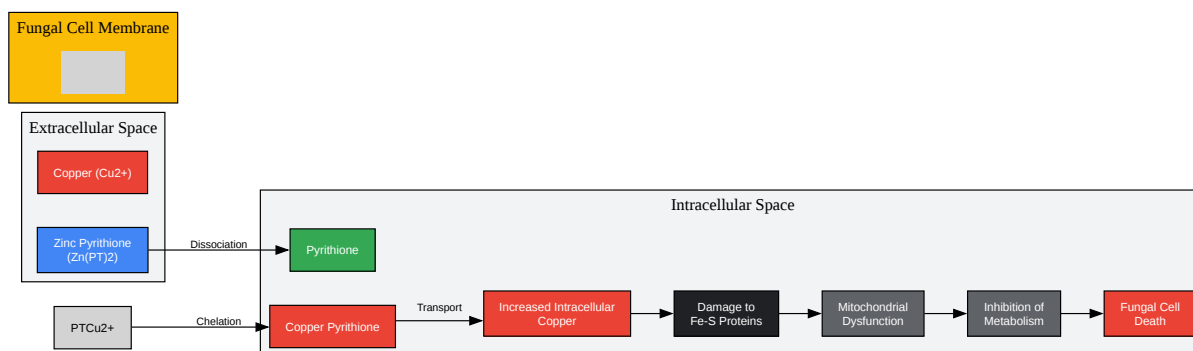 Fungal Cell Membrane
Extracellular Space
Copper (Cu2+)
Zinc Pyrithione
(Zn(PT)2)
Dissociation
Intracellular Space
Pyrithione
PTCu2+
Chelation
Copper Pyrithione
Transport
Increased Intracellular
Copper
Damage to
Fe-S Proteins
Mitochondrial
Dysfunction
Inhibition of
Metabolism
Fungal Cell
Death